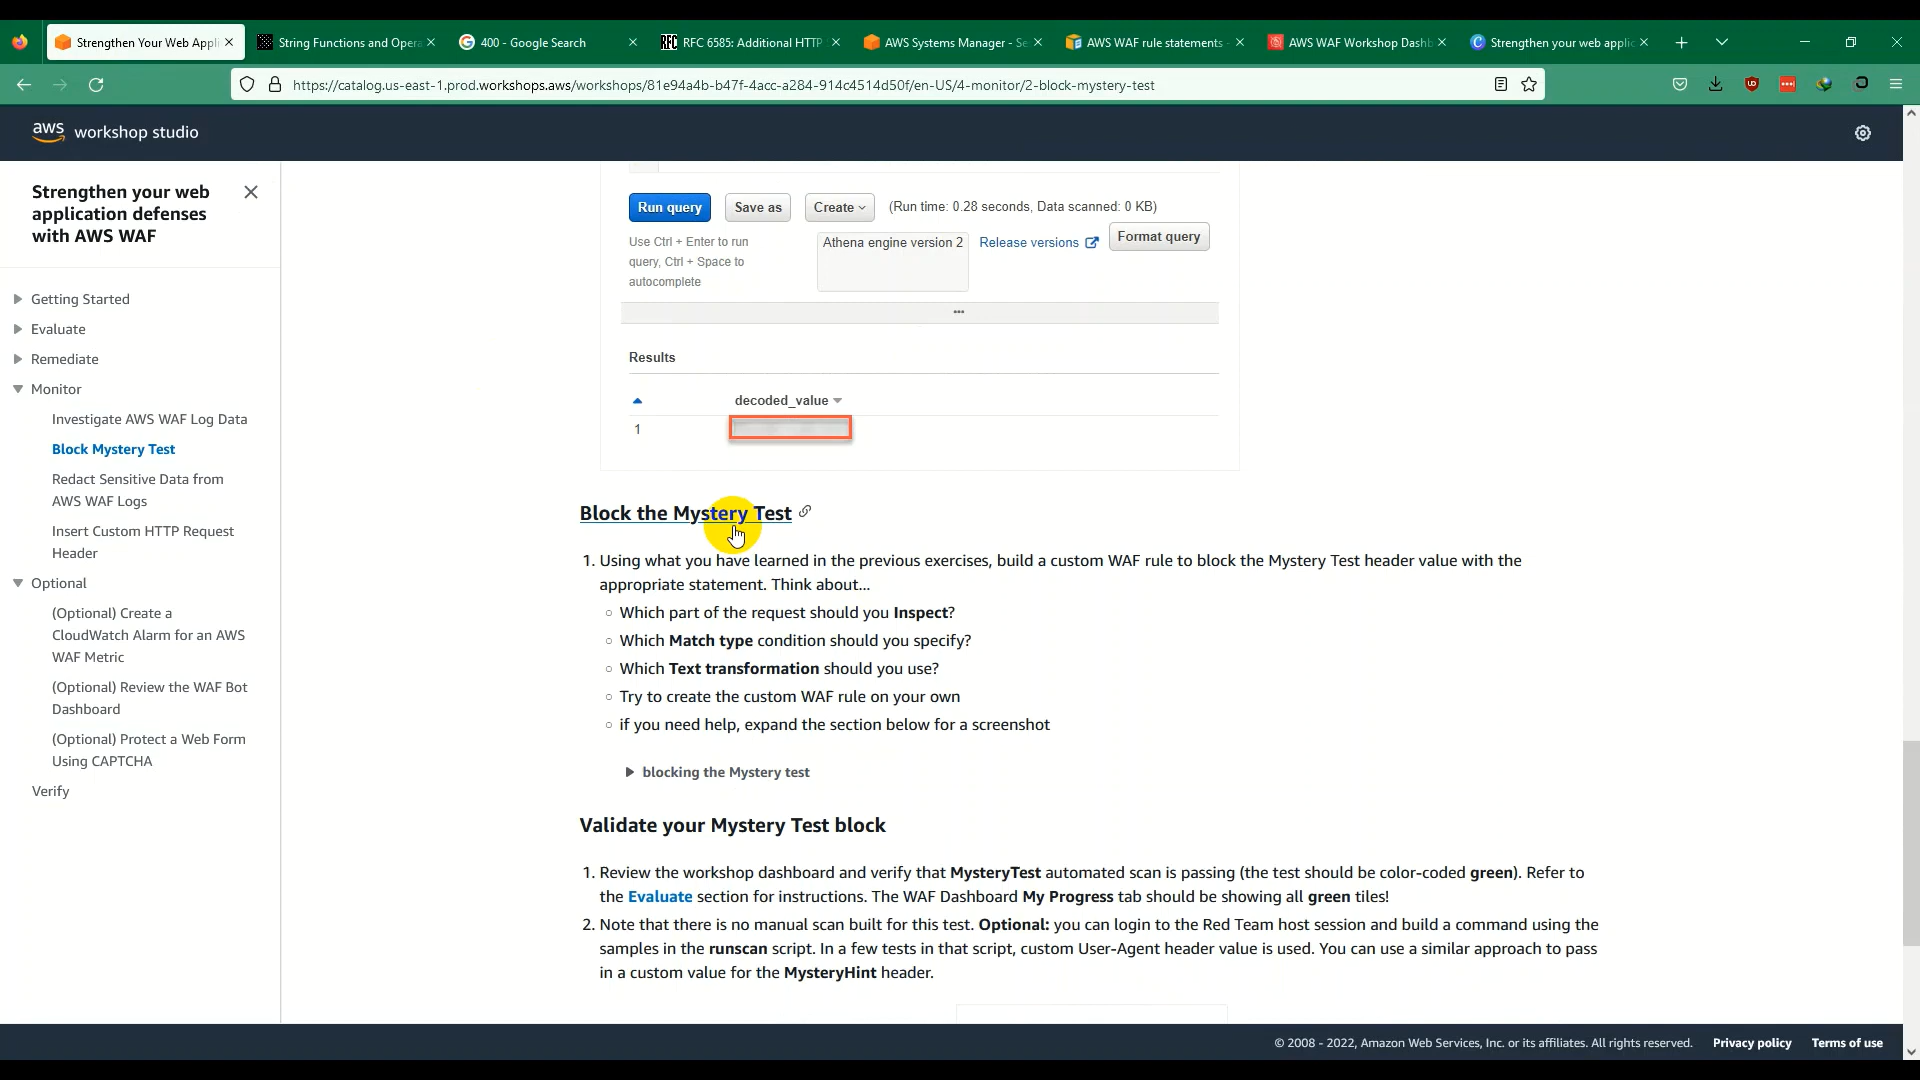 Strengthen Your Web Appli
String Functions and Opera
400 - Google Search
RFC 6585: Additional HTTP
AWS Systems Manager - Se
AWS WAF rule statements -
AWS WAF Workshop Dashb
Strengthen your web applic
https://catalog.us-east-1.prod.workshops.aws/workshops/81e94a4b-b47f-4acc-a284-914c4514d50f/en-US/4-monitor/2-block-mystery-test
aws workshop studio
Strengthen your web
application defenses
with AWS WAF
Getting Started
Evaluate
Remediate
Monitor
Investigate AWS WAF Log Data
Block Mystery Test
Redact Sensitive Data from
AWS WAF Logs
Insert Custom HTTP Request
Header
Optional
(Optional) Create a
CloudWatch Alarm for an AWS
WAF Metric
(Optional) Review the WAF Bot
Dashboard
(Optional) Protect a Web Form
Using CAPTCHA
Verify
Run query Save as Create (Run time: 0.28 seconds, Data scanned: 0 KB)
Use Ctrl + Enter to run
query, Ctrl + Space to
autocomplete
Athena engine version 2 Release versions Format query
Results
decoded_value
1
Block the Mystery Test
1. Using what you have learned in the previous exercises, build a custom WAF rule to block the Mystery Test header value with the
appropriate statement. Think about...
Which part of the request should you Inspect?
Which Match type condition should you specify?
Which Text transformation should you use?
Try to create the custom WAF rule on your own
if you need help, expand the section below for a screenshot
blocking the Mystery test
Validate your Mystery Test block
1. Review the workshop dashboard and verify that MysteryTest automated scan is passing (the test should be color-coded green). Refer to
the Evaluate section for instructions. The WAF Dashboard My Progress tab should be showing all green tiles!
2. Note that there is no manual scan built for this test. Optional: you can login to the Red Team host session and build a command using the
samples in the runscan script. In a few tests in that script, custom User-Agent header value is used. You can use a similar approach to pass
in a custom value for the MysteryHint header.
© 2008 - 2022, Amazon Web Services, Inc. or its affiliates. All rights reserved. Privacy policy Terms of use